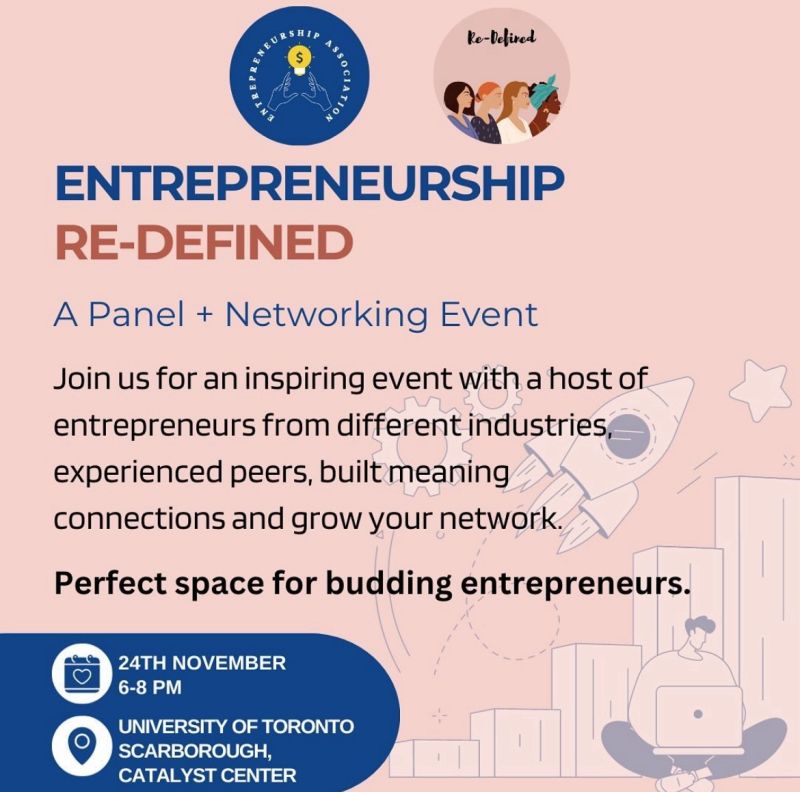 ENTREPRENEURSHIP ASSOCIATION
$
Re-Defined
ENTREPRENEURSHIP
RE-DEFINED
A Panel + Networking Event
Join us for an inspiring event with a host of
entrepreneurs from different industries,
experienced peers, built meaning
connections and grow your network.
Perfect space for budding entrepreneurs.
24TH NOVEMBER
6-8 PM
UNIVERSITY OF TORONTO
SCARBOROUGH,
CATALYST CENTER